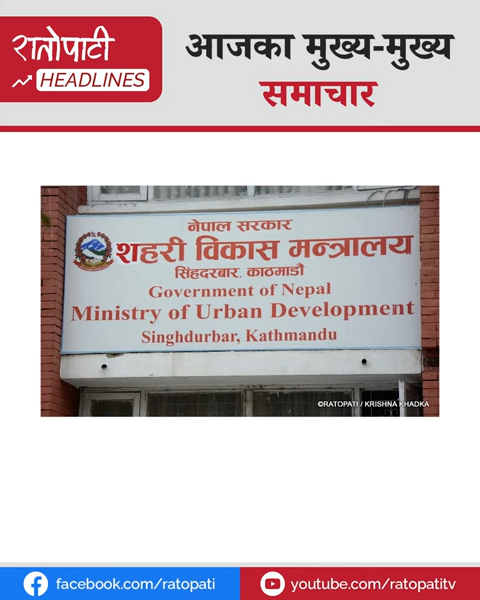 रातोपाटी
HEADLINES
आजका मुख्य-मुख्य
समाचार
नेपाल सरकार
शहरी विकास मन्त्रालय
सिंहदरबार, काठमाडौं
Government of Nepal
Ministry of Urban Development
Singhdurbar, Kathmandu
©RATOPATI / KRISHNA KHADKA
facebook.com/ratopati
youtube.com/ratopatitv